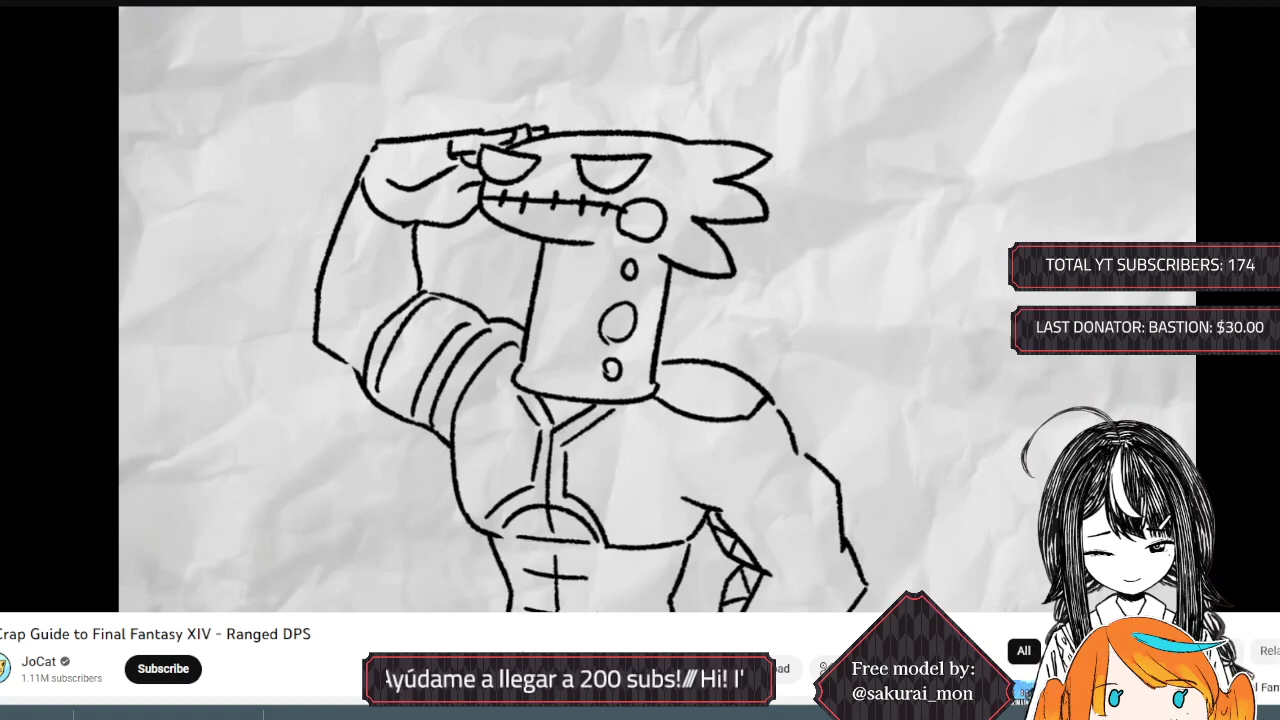 TOTAL YT SUBSCRIBERS: 174
LAST DONATOR: BASTION: $30.00
Crap Guide to Final Fantasy XIV - Ranged DPS
JoCat
1.11M subscribers
Subscribe
Ayúdame a llegar a 200 subs!///Hi! I'
Free model by:
@sakurai_mon
All